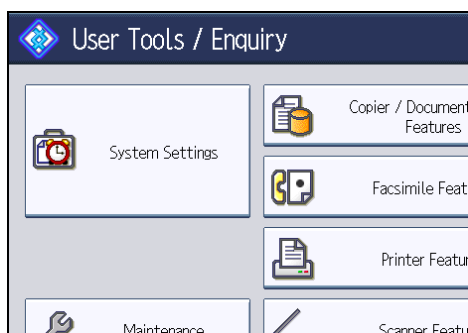 User Tools / Enquiry
System Settings
Copier / Document
Features
Facsimile Feat
Printer Featur
Maintenance
Scanner Featu